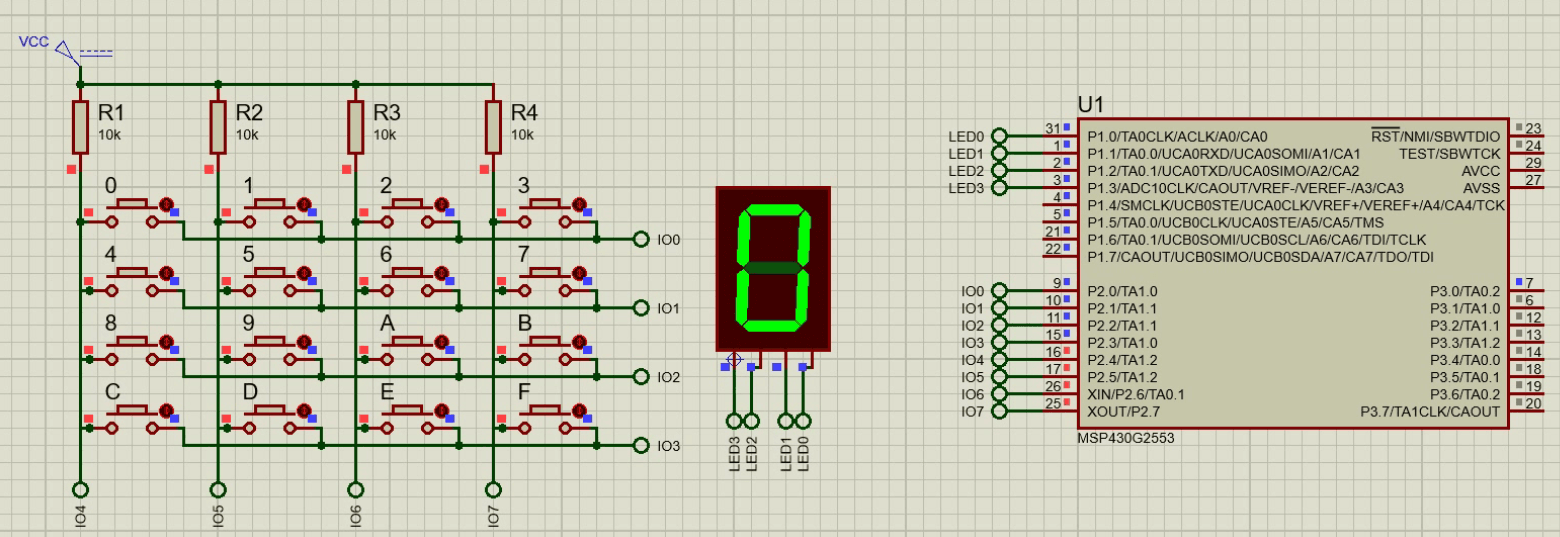 VCC
R1
10k
R2
10k
R3
10k
R4
10k
0
1
2
3
IO0
4
5
6
7
IO1
8
9
A
B
IO2
C
D
E
F
IO3
IO4
IO5
IO6
IO7
0
LED3
LED2
LED1
LED0
U1
LED0 31 P1.0/TA0CLK/ACLK/A0/CA0
LED1 1 P1.1/TA0.0/UCA0RXD/UCA0SOMI/A1/CA1
LED2 2 P1.2/TA0.1/UCA0TXD/UCA0SIMO/A2/CA2
LED3 3 P1.3/ADC10CLK/CAOUT/VREF-/VEREF-/A3/CA3
4 P1.4/SMCLK/UCB0STE/UCA0CLK/VREF+/VEREF+/A4/CA4/TCK
5 P1.5/TA0.0/UCB0CLK/UCA0STE/A5/CA5/TMS
21 P1.6/TA0.1/UCB0SOMI/UCB0SCL/A6/CA6/TDI/TCLK
22 P1.7/CAOUT/UCB0SIMO/UCB0SDA/A7/CA7/TDO/TDI
IO0 9 P2.0/TA1.0
IO1 10 P2.1/TA1.1
IO2 11 P2.2/TA1.1
IO3 15 P2.3/TA1.0
IO4 16 P2.4/TA1.2
IO5 17 P2.5/TA1.2
IO6 26 XIN/P2.6/TA0.1
IO7 25 XOUT/P2.7
RST/NMI/SBWTDIO 23
TEST/SBWTCK 24
AVCC 29
AVSS 27
P3.0/TA0.2 7
P3.1/TA1.0 6
P3.2/TA1.1 12
P3.3/TA1.2 13
P3.4/TA0.0 14
P3.5/TA0.1 18
P3.6/TA0.2 19
P3.7/TA1CLK/CAOUT 20
MSP430G2553